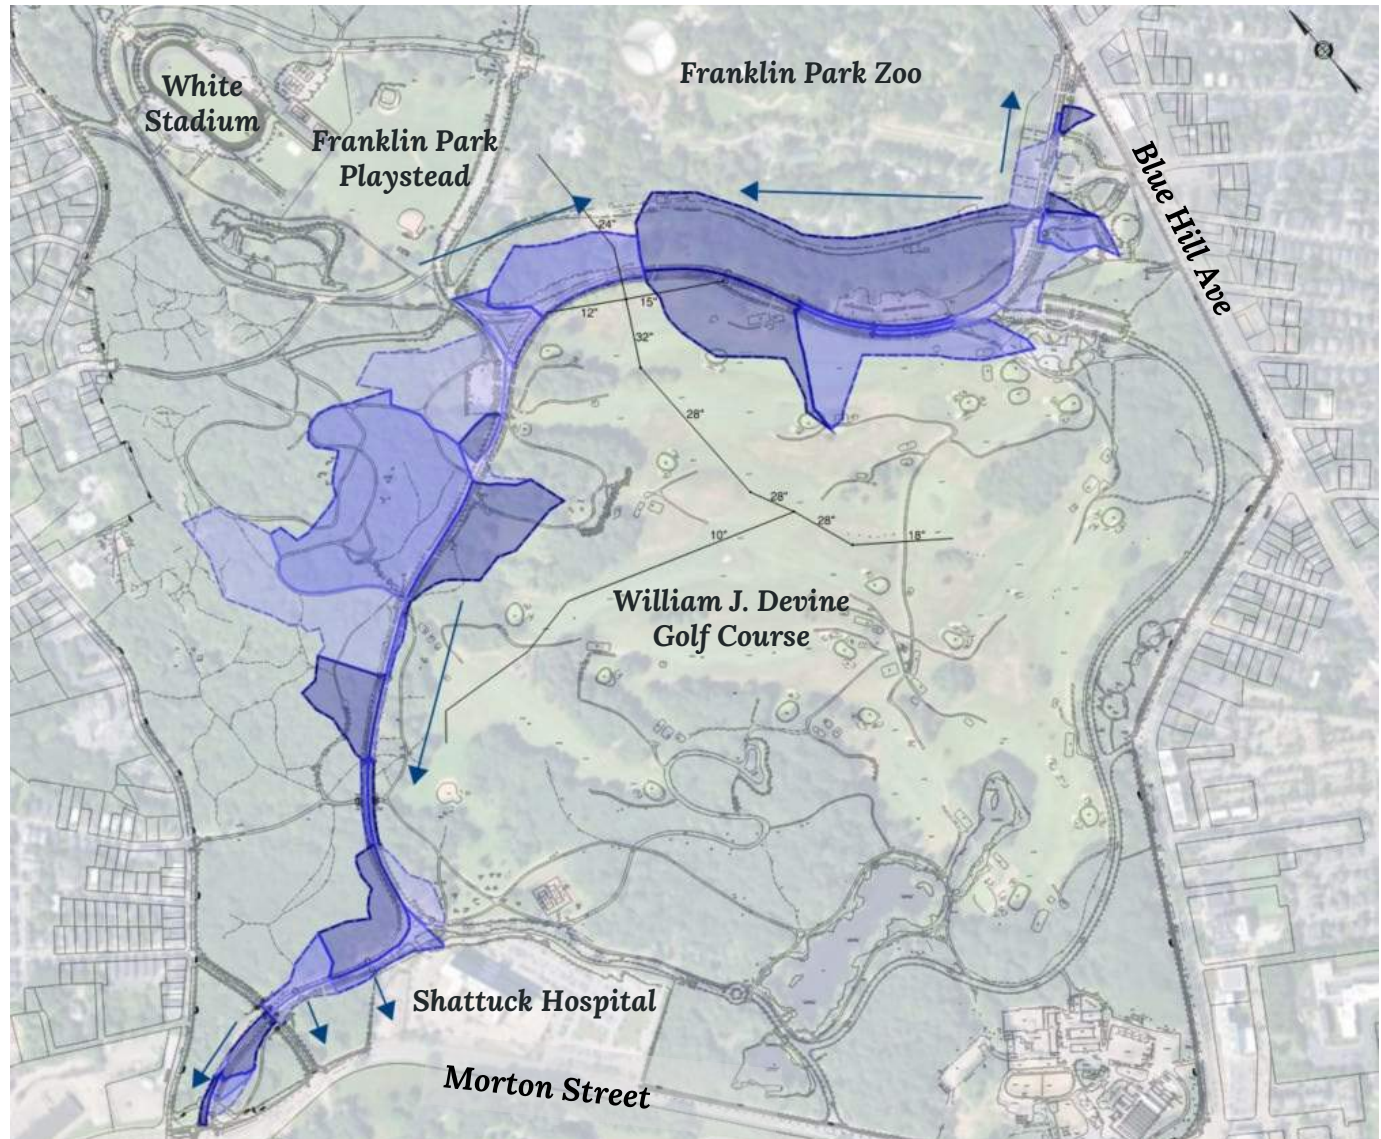 White
Stadium
Franklin Park Zoo
Franklin Park
Playstead
Blue Hill Ave
24"
15"
12"
32"
28"
28"
28"
18"
10"
William J. Devine
Golf Course
Shattuck Hospital
Morton Street